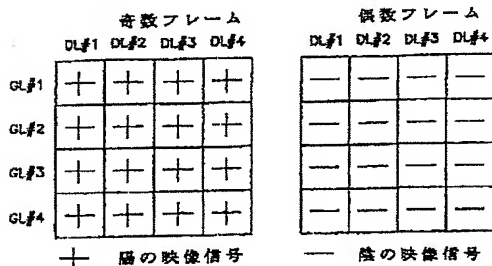 奇数フレーム 偶数フレーム
DL#1 DL#2 DL#3 DL#4 DL#1 DL#2 DL#3 DL#4
GL#1 + + + + — — — —
GL#2 + + + + — — — —
GL#3 + + + + — — — —
GL#4 + + + + — — — —
+ 陽の映像信号 — 陰の映像信号